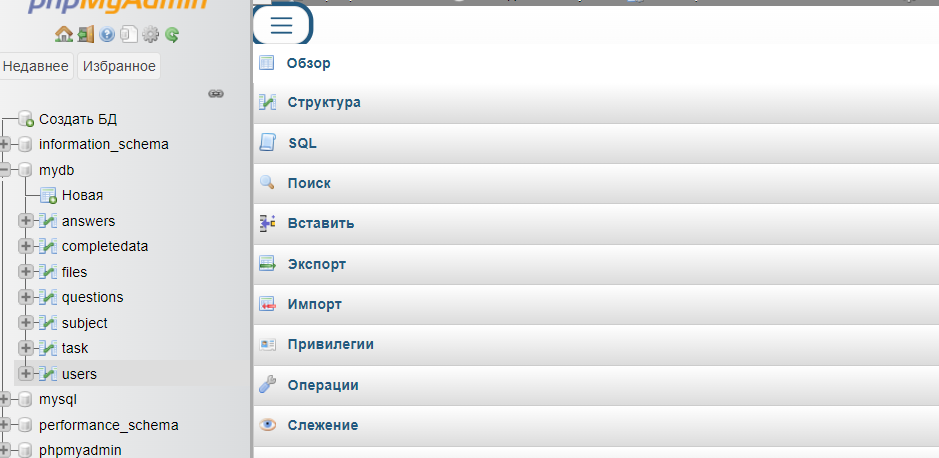 phpMyAdmin
Недавнее Избранное
Создать БД
information_schema
mydb
Новая
answers
completedata
files
questions
subject
task
users
mysql
performance_schema
phpmyadmin
Обзор
Структура
SQL
Поиск
Вставить
Экспорт
Импорт
Привилегии
Операции
Слежение